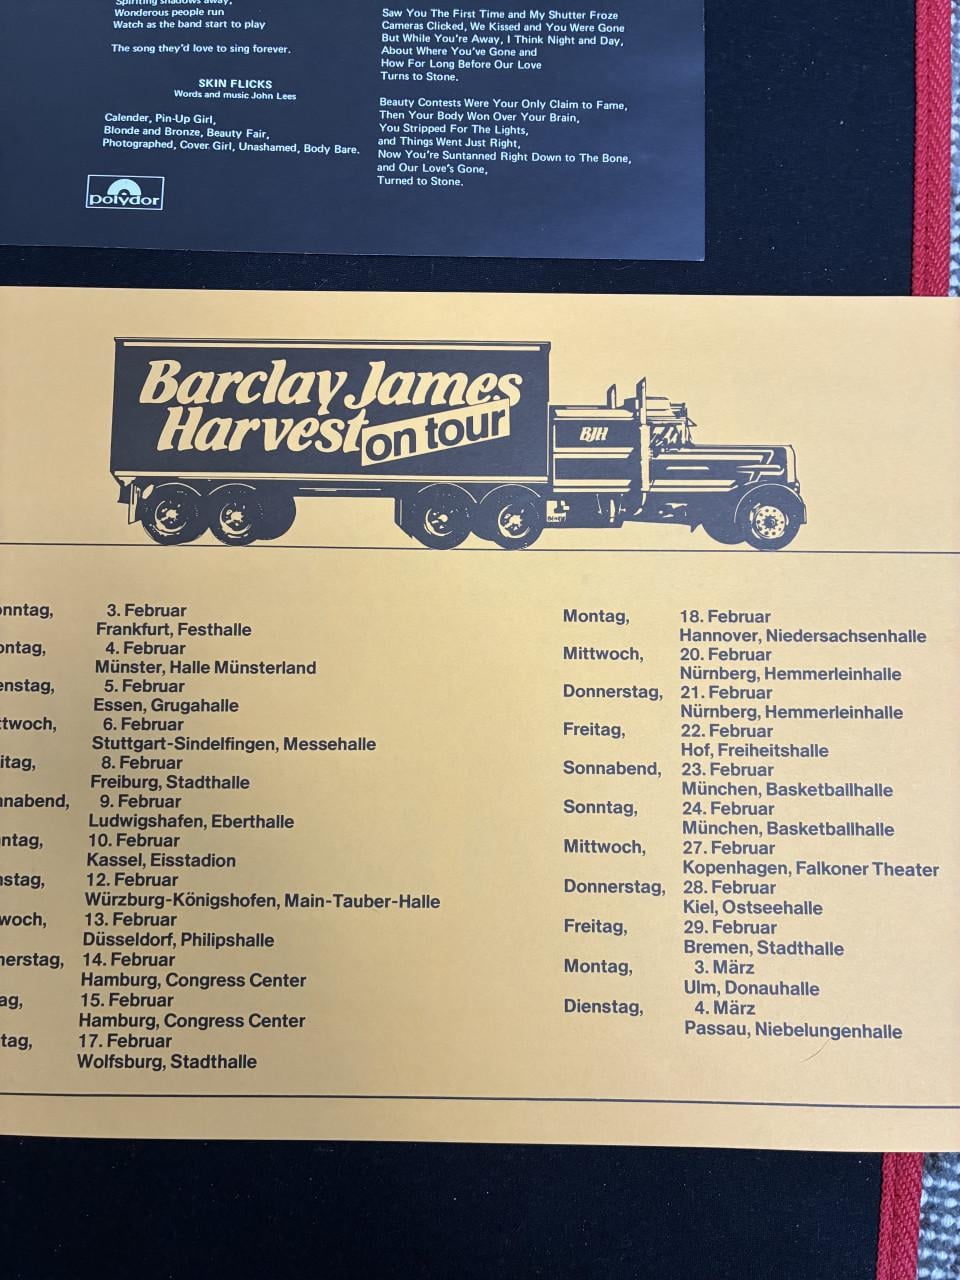 Spiriting shadows away,
Wonderous people run
Watch as the band start to play
The song they'd love to sing forever.
SKIN FLICKS
Words and music John Lees
Calender, Pin-Up Girl,
Blonde and Bronze, Beauty Fair,
Photographed, Cover Girl, Unashamed, Body Bare.
polydor
Saw You The First Time and My Shutter Froze
Cameras Clicked, We Kissed and You Were Gone
But While You're Away, I Think Night and Day,
About Where You've Gone and
How For Long Before Our Love
Turns to Stone.
Beauty Contests Were Your Only Claim to Fame,
Then Your Body Won Over Your Brain,
You Stripped For The Lights,
and Things Went Just Right,
Now You're Suntanned Right Down to The Bone,
and Our Love's Gone,
Turned to Stone.
Barclay James
Harvest on tour
BJH
onntag, 3. Februar
Frankfurt, Festhalle
ontag, 4. Februar
Münster, Halle Münsterland
enstag, 5. Februar
Essen, Grugahalle
ttwoch, 6. Februar
Stuttgart-Sindelfingen, Messehalle
itag, 8. Februar
Freiburg, Stadthalle
nnabend, 9. Februar
Ludwigshafen, Eberthalle
ntag, 10. Februar
Kassel, Eisstadion
nstag, 12. Februar
Würzburg-Königshofen, Main-Tauber-Halle
woch, 13. Februar
Düsseldorf, Philipshalle
nerstag, 14. Februar
Hamburg, Congress Center
ag, 15. Februar
Hamburg, Congress Center
tag, 17. Februar
Wolfsburg, Stadthalle
Montag, 18. Februar
Hannover, Niedersachsenhalle
Mittwoch, 20. Februar
Nürnberg, Hemmerleinhalle
Donnerstag, 21. Februar
Nürnberg, Hemmerleinhalle
Freitag, 22. Februar
Hof, Freiheitshalle
Sonnabend, 23. Februar
München, Basketballhalle
Sonntag, 24. Februar
München, Basketballhalle
Mittwoch, 27. Februar
Kopenhagen, Falkoner Theater
Donnerstag, 28. Februar
Kiel, Ostseehalle
Freitag, 29. Februar
Bremen, Stadthalle
Montag, 3. März
Ulm, Donauhalle
Dienstag, 4. März
Passau, Niebelungenhalle